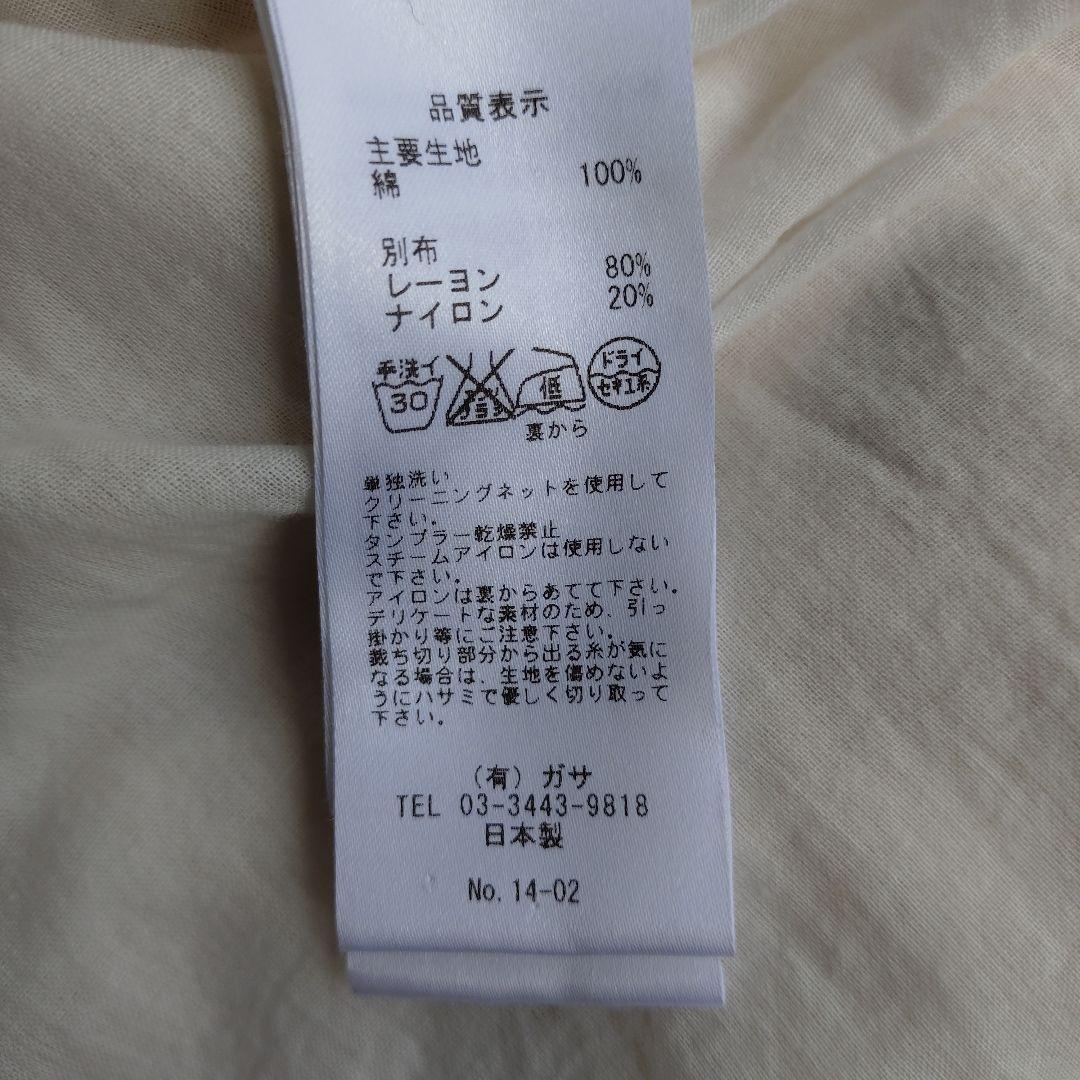 品質表示
主要生地
綿 100%
別布
レーヨン 80%
ナイロン 20%
手洗イ ドライ
30 エンソサラシ 低 セキユ系
裏から
単独洗い
クリーニングネットを使用して
下さい。
タンブラー乾燥禁止
スチームアイロンは使用しない
で下さい。
アイロンは裏からあてて下さい。
デリケートな素材のため、引っ
掛かり等にご注意下さい。
裁ち切り部分から出る糸が気に
なる場合は、生地を傷めないよ
うにハサミで優しく切り取って
下さい。
(有) ガサ
TEL 03-3443-9818
日本製
No. 14-02